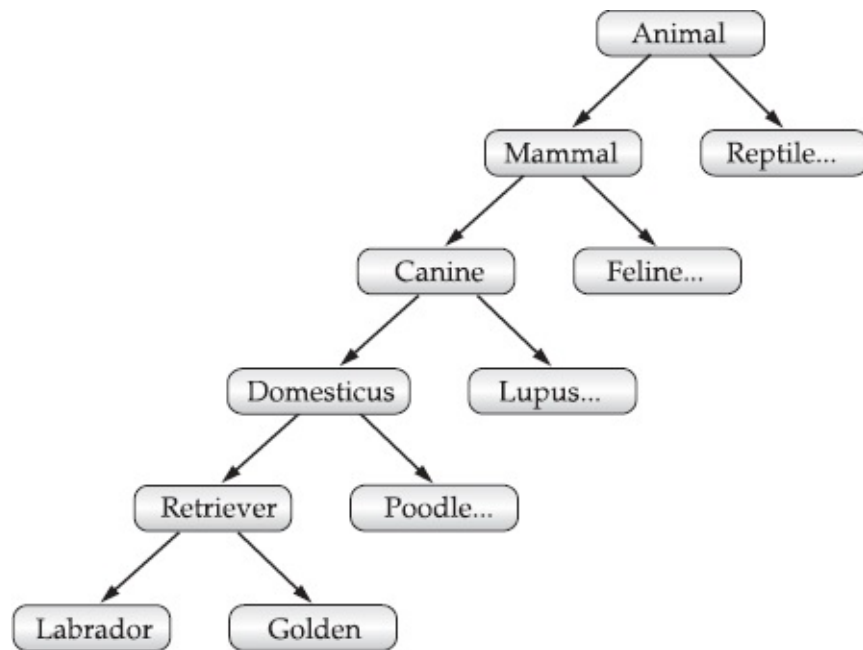 Animal
Mammal
Reptile...
Canine
Feline...
Domesticus
Lupus...
Retriever
Poodle...
Labrador
Golden